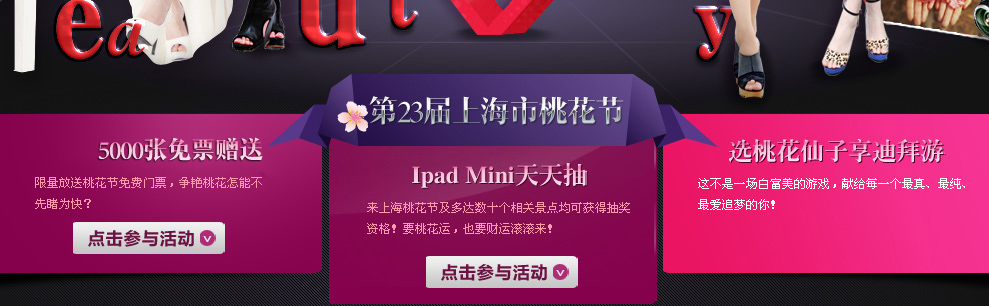 ea ut y
第23届上海市桃花节
5000张免票赠送
限量放送桃花节免费门票，争艳桃花怎能不
先睹为快？
点击参与活动
Ipad Mini天天抽
来上海桃花节及多达数十个相关景点均可获得抽奖
资格！要桃花运，也要财运滚滚来！
点击参与活动
选桃花仙子享迪拜游
这不是一场白富美的游戏，献给每一个最真、最纯、
最爱追梦的你！